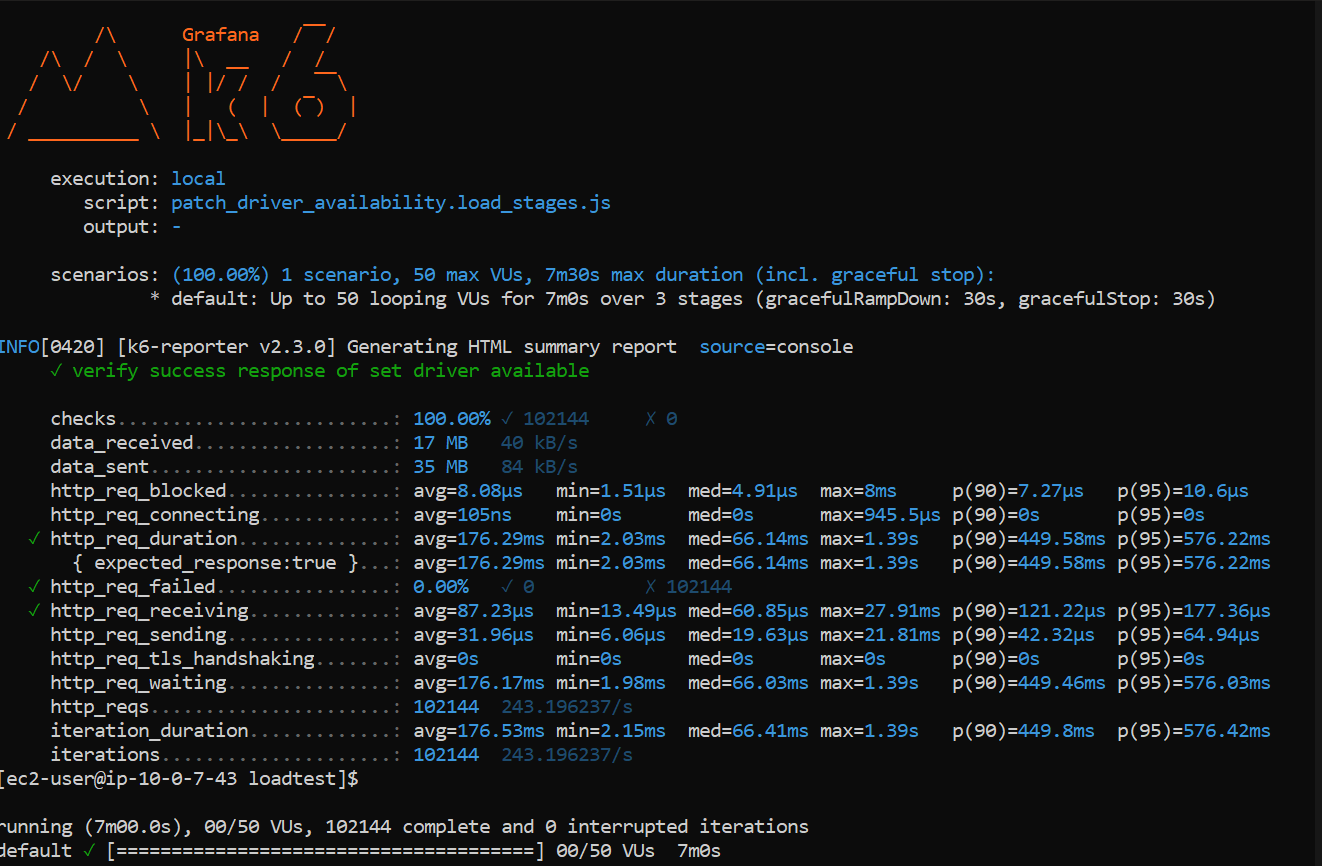 Grafana
execution: local
script: patch_driver_availability.load_stages.js
output: -
scenarios: (100.00%) 1 scenario, 50 max VUs, 7m30s max duration (incl. graceful stop):
* default: Up to 50 looping VUs for 7m0s over 3 stages (gracefulRampDown: 30s, gracefulStop: 30s)
INFO[0420] [k6-reporter v2.3.0] Generating HTML summary report  source=console
✓ verify success response of set driver available
checks.........................: 100.00% ✓ 102144     ✗ 0
data_received..................: 17 MB   40 kB/s
data_sent......................: 35 MB   84 kB/s
http_req_blocked...............: avg=8.08µs   min=1.51µs  med=4.91µs  max=8ms     p(90)=7.27µs   p(95)=10.6µs
http_req_connecting............: avg=105ns    min=0s      med=0s      max=945.5µs p(90)=0s       p(95)=0s
✓ http_req_duration..............: avg=176.29ms min=2.03ms  med=66.14ms max=1.39s   p(90)=449.58ms p(95)=576.22ms
{ expected_response:true }...: avg=176.29ms min=2.03ms  med=66.14ms max=1.39s   p(90)=449.58ms p(95)=576.22ms
✓ http_req_failed................: 0.00%   ✓ 0          ✗ 102144
✓ http_req_receiving.............: avg=87.23µs  min=13.49µs med=60.85µs max=27.91ms p(90)=121.22µs p(95)=177.36µs
http_req_sending...............: avg=31.96µs  min=6.06µs  med=19.63µs max=21.81ms p(90)=42.32µs  p(95)=64.94µs
http_req_tls_handshaking.......: avg=0s       min=0s      med=0s      max=0s      p(90)=0s       p(95)=0s
http_req_waiting...............: avg=176.17ms min=1.98ms  med=66.03ms max=1.39s   p(90)=449.46ms p(95)=576.03ms
http_reqs......................: 102144  243.196237/s
iteration_duration.............: avg=176.53ms min=2.15ms  med=66.41ms max=1.39s   p(90)=449.8ms  p(95)=576.42ms
iterations.....................: 102144  243.196237/s
[ec2-user@ip-10-0-7-43 loadtest]$
running (7m00.0s), 00/50 VUs, 102144 complete and 0 interrupted iterations
default ✓ [======================================] 00/50 VUs  7m0s